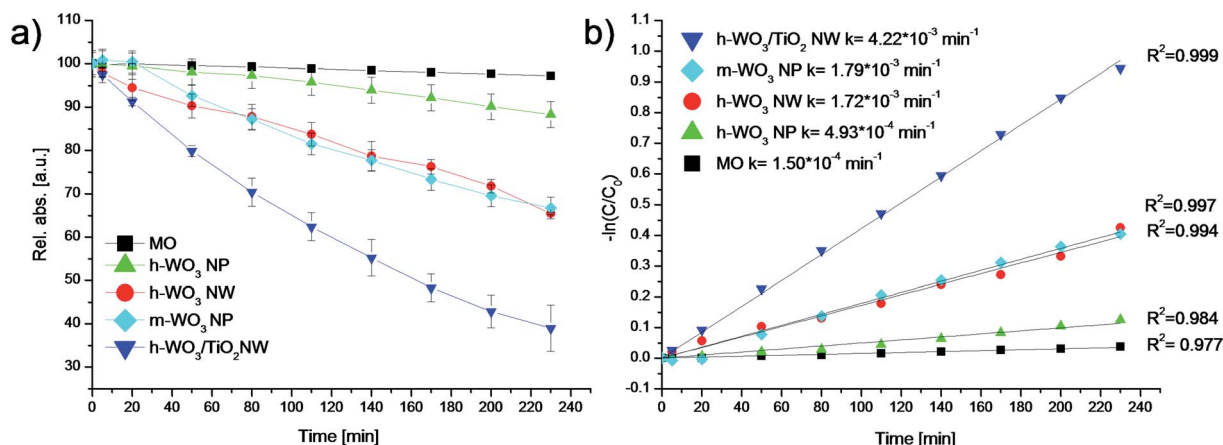 a)
110
100
90
80
70
60
50
40
30
Rel. abs. [a.u.]
MO
h-WO₃ NP
h-WO₃ NW
m-WO₃ NP
h-WO₃/TiO₂NW
0 20 40 60 80 100 120 140 160 180 200 220 240
Time [min]
b)
1.1
1.0
0.9
0.8
0.7
0.6
0.5
0.4
0.3
0.2
0.1
0.0
-0.1
-ln(C/C₀)
h-WO₃/TiO₂ NW k= 4.22*10⁻³ min⁻¹
m-WO₃ NP k= 1.79*10⁻³ min⁻¹
h-WO₃ NW k= 1.72*10⁻³ min⁻¹
h-WO₃ NP k= 4.93*10⁻⁴ min⁻¹
MO k= 1.50*10⁻⁴ min⁻¹
R²=0.999
R²=0.997
R²=0.994
R²=0.984
R²= 0.977
0 20 40 60 80 100 120 140 160 180 200 220 240
Time [min]